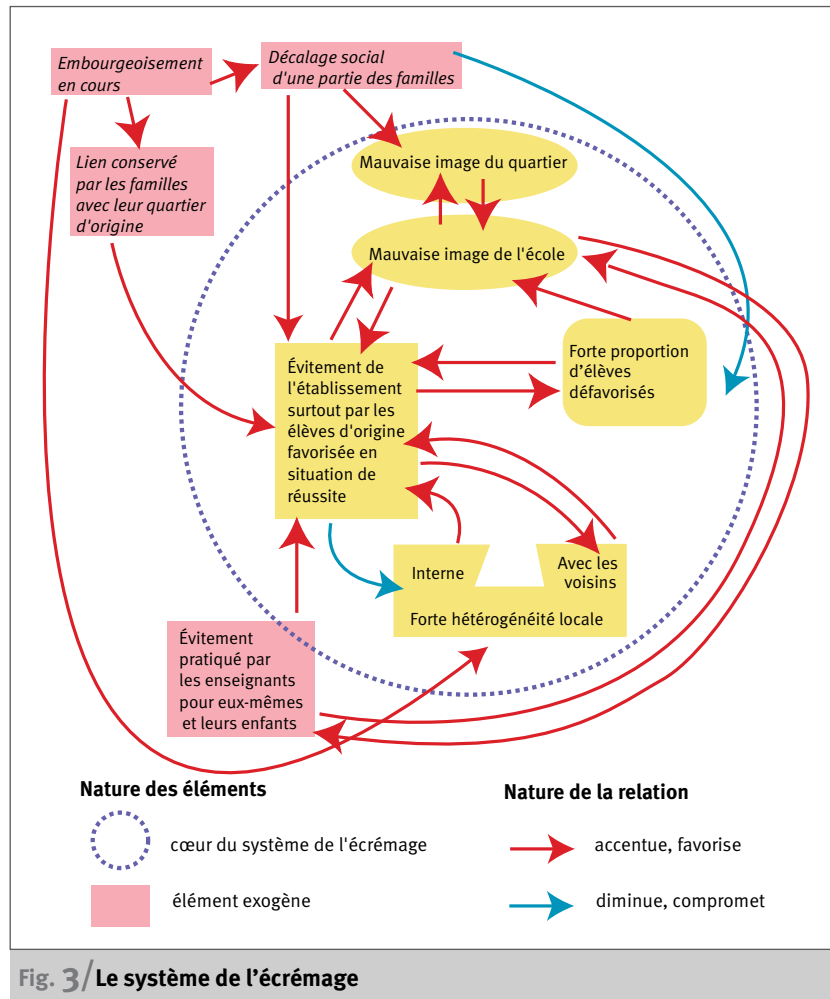 Embourgeoisement
en cours
Décalage social
d'une partie des familles
Lien conservé
par les familles
avec leur quartier
d'origine
Mauvaise image du quartier
Mauvaise image de l'école
Évitement de
l'établissement
surtout par les
élèves d'origine
favorisée en
situation de
réussite
Forte proportion
d'élèves
défavorisés
Interne
Avec les
voisins
Forte hétérogénéité locale
Évitement
pratiqué par
les enseignants
pour eux-mêmes
et leurs enfants
Nature des éléments
cœur du système de l'écrémage
élément exogène
Nature de la relation
accentue, favorise
diminue, compromet
Fig. 3/Le système de l'écrémage